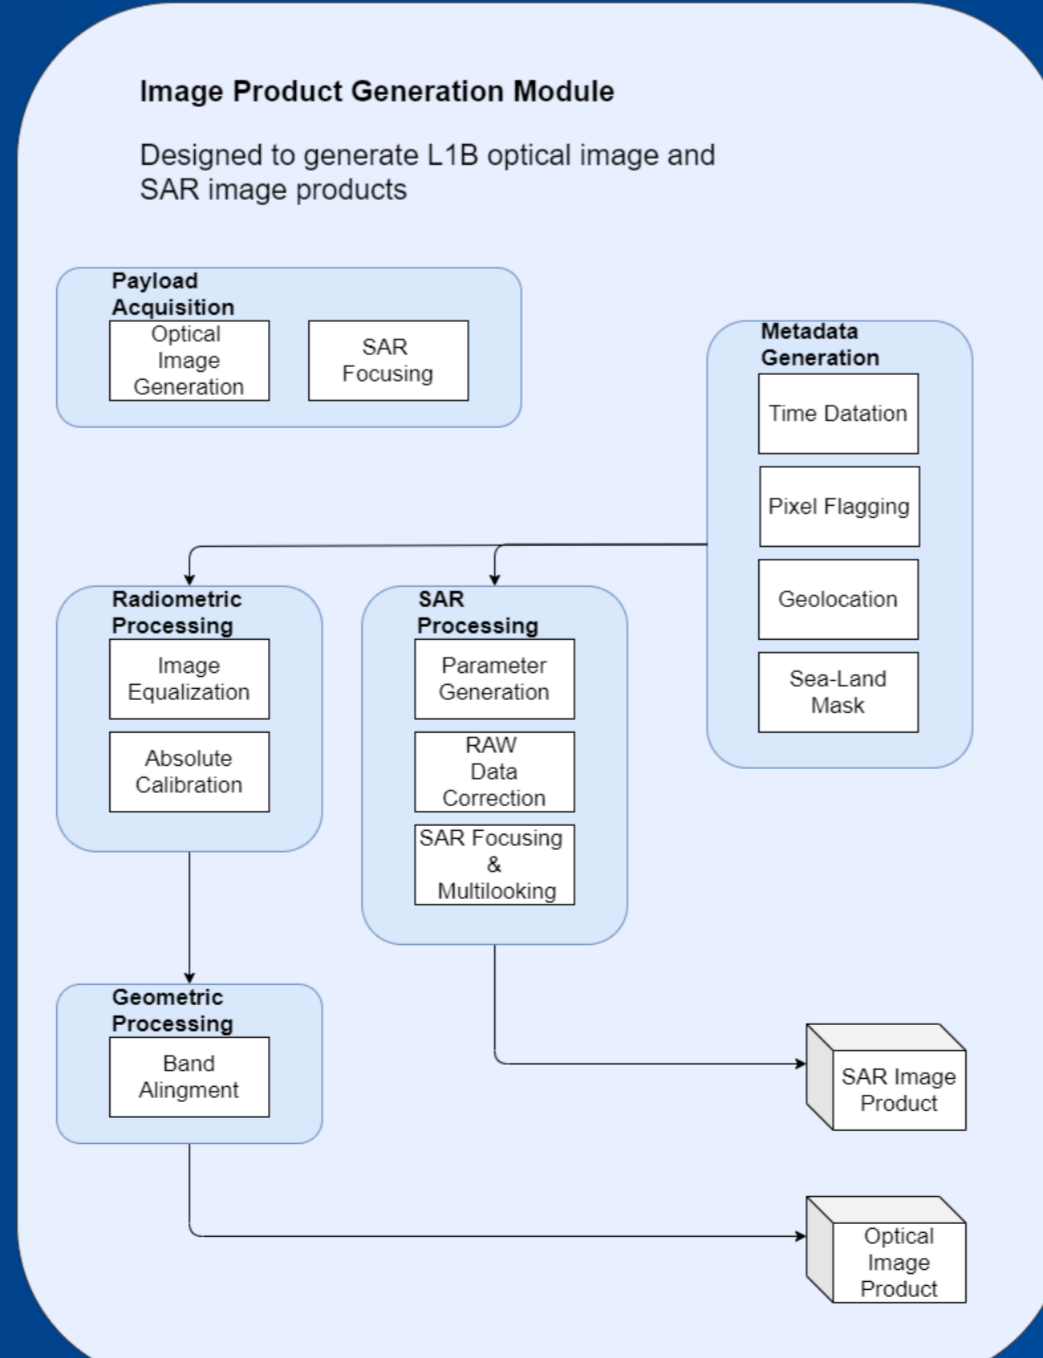 Image Product Generation Module
Designed to generate L1B optical image and
SAR image products
Payload
Acquisition
Optical
Image
Generation
SAR
Focusing
Metadada
Generation
Time Datation
Pixel Flagging
Geolocation
Sea-Land
Mask
Radiometric
Processing
Image
Equalization
Absolute
Calibration
SAR
Processing
Parameter
Generation
RAW
Data
Correction
SAR Focusing
&
Multilooking
Geometric
Processing
Band
Alingment
SAR Image
Product
Optical
Image
Product